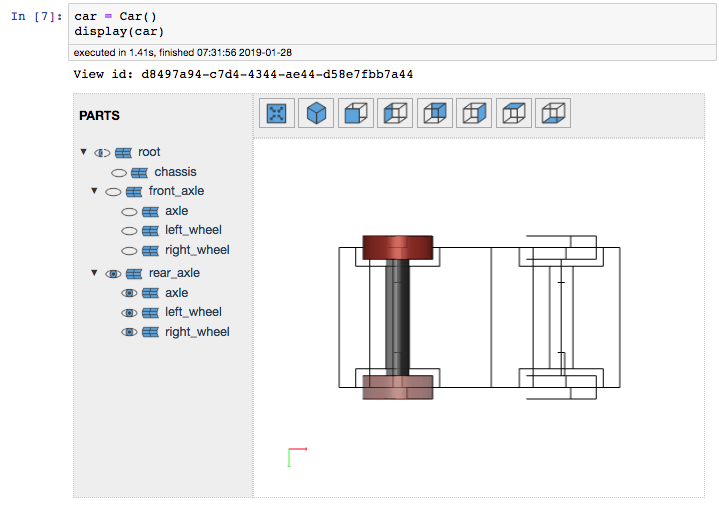 In [7]: car = Car()
display(car)
executed in 1.41s, finished 07:31:56 2019-01-28
View id: d8497a94-c7d4-4344-ae44-d58e7fbb7a44
PARTS
root
chassis
front_axle
axle
left_wheel
right_wheel
rear_axle
axle
left_wheel
right_wheel